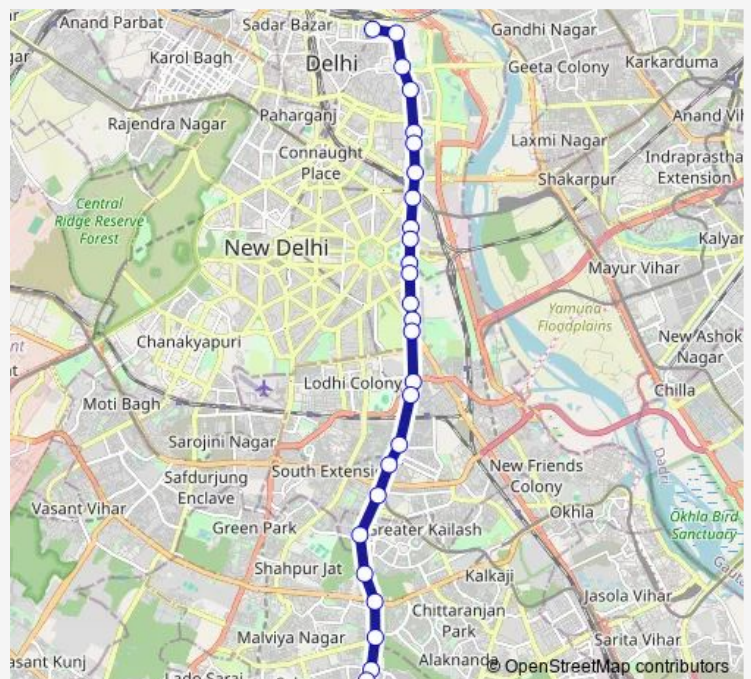 Anand Parbat
Sadar Bazar
Gandhi Nagar
Karol Bagh
Delhi
Geeta Colony
Karkarduma
Rajendra Nagar
Paharganj
Anand Vi
Connaught
Place
Laxmi Nagar
Indraprastha
Extension
Shakarpur
Central
Ridge Reserve
Forest
New Delhi
Kalyan
Mayur Vihar
Yamuna
Floodplains
Chanakyapuri
New Ashok
Nagar
Lodhi Colony
Chilla
Moti Bagh
Sarojini Nagar
South Extensi
Safdurjung
Enclave
New Friends
Colony
Dadri
Vasant Vihar
Okhla
Okhla Bird
Sanctuary
Green Park
Greater Kailash
Shahpur Jat
Kalkaji
Gauta
Jasola Vihar
Chittaranjan
Park
Malviya Nagar
Sarita Vihar
asant Kunj
Alaknanda
Lado Sarai
© OpenStreetMap contributors